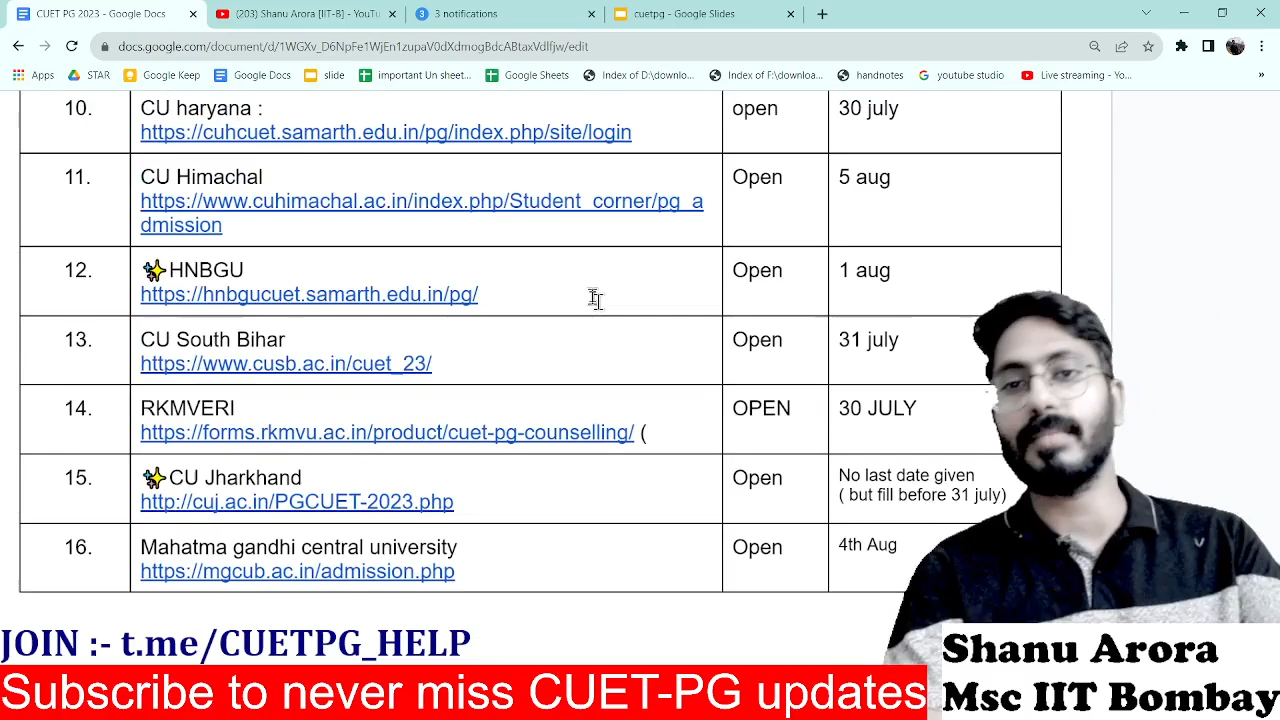 CUET PG 2023 - Google Docs
(203) Shanu Arora [IIT-B] - YouTu
3 notifications
cuetpg - Google Slides
docs.google.com/document/d/1WGXv_D6NpFe1WjEn1zupaV0dXdmogBdcABtaxVdlfjw/edit
Apps
STAR
Google Keep
Google Docs
slide
important Un sheet...
Google Sheets
Index of D:\downlo...
Index of F:\downloa...
handnotes
youtube studio
Live streaming - Yo...
10.
CU haryana :
https://cuhcuet.samarth.edu.in/pg/index.php/site/login
open
30 july
11.
CU Himachal
https://www.cuhimachal.ac.in/index.php/Student_corner/pg_a
dmission
Open
5 aug
12.
✨HNBGU
https://hnbgucuet.samarth.edu.in/pg/
Open
1 aug
13.
CU South Bihar
https://www.cusb.ac.in/cuet_23/
Open
31 july
14.
RKMVERI
https://forms.rkmvu.ac.in/product/cuet-pg-counselling/ (
OPEN
30 JULY
15.
✨CU Jharkhand
http://cuj.ac.in/PGCUET-2023.php
Open
No last date given
( but fill before 31 july)
16.
Mahatma gandhi central university
https://mgcub.ac.in/admission.php
Open
4th Aug
JOIN :- t.me/CUETPG_HELP
Subscribe to never miss CUET-PG updates
Shanu Arora
Msc IIT Bombay